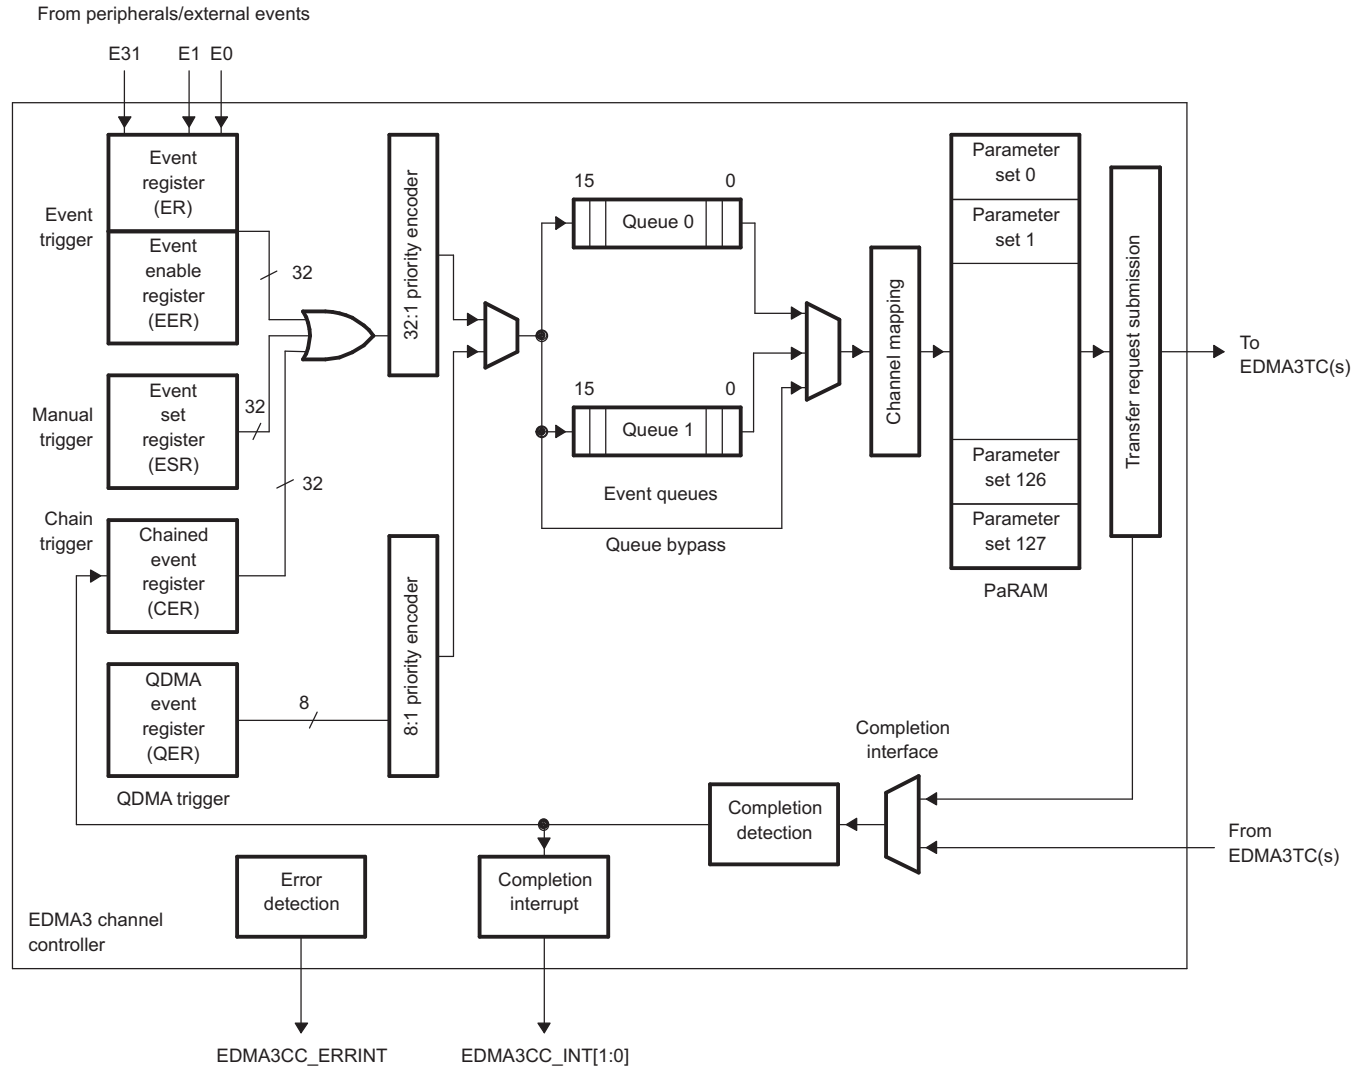 From peripherals/external events
E31
E1
E0
Event
register
(ER)
Event
trigger
Event
enable
register
(EER)
32
Manual
trigger
Event
set
register
(ESR)
32
Chain
trigger
Chained
event
register
(CER)
32
QDMA
event
register
(QER)
8
QDMA trigger
32:1 priority encoder
8:1 priority encoder
15
0
Queue 0
15
0
Queue 1
Event queues
Queue bypass
Channel mapping
Parameter
set 0
Parameter
set 1
Parameter
set 126
Parameter
set 127
PaRAM
Transfer request submission
To
EDMA3TC(s)
Completion
interface
Completion
detection
From
EDMA3TC(s)
Error
detection
Completion
interrupt
EDMA3 channel
controller
EDMA3CC_ERRINT
EDMA3CC_INT[1:0]